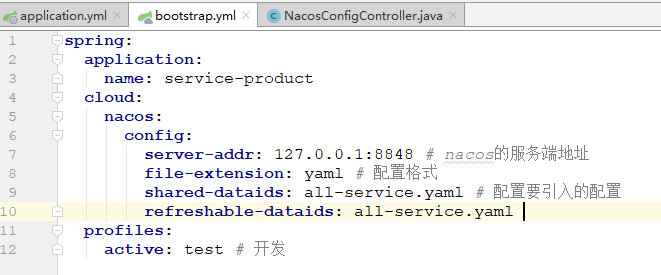 application.yml bootstrap.yml NacosConfigController.java
1 spring:
2 application:
3 name: service-product
4 cloud:
5 nacos:
6 config:
7 server-addr: 127.0.0.1:8848 # nacos的服务端地址
8 file-extension: yaml # 配置格式
9 shared-dataids: all-service.yaml # 配置要引入的配置
10 refreshable-dataids: all-service.yaml
11 profiles:
12 active: test # 开发